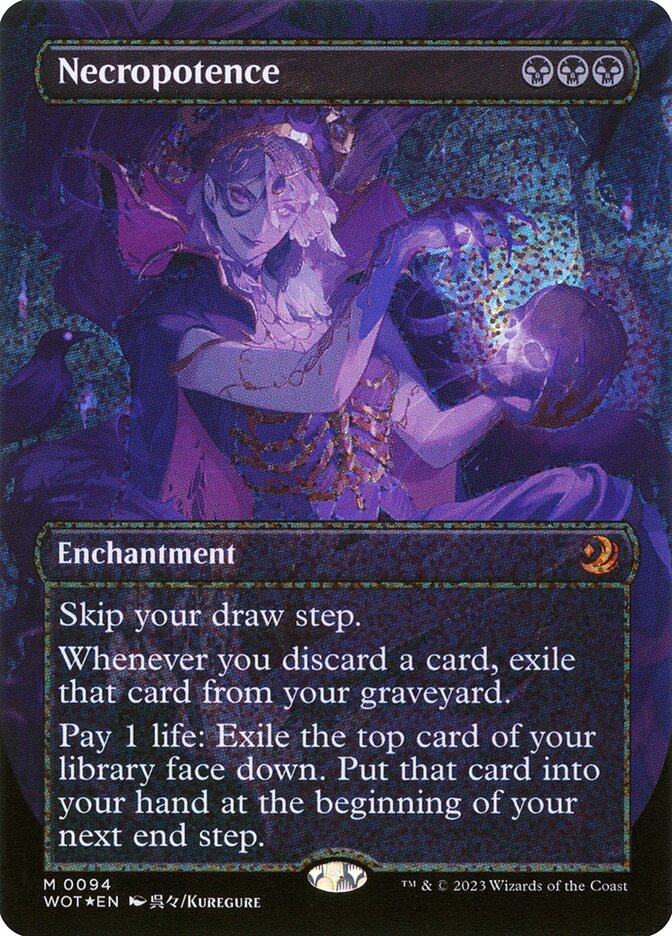 Necropotence
Enchantment
Skip your draw step.
Whenever you discard a card, exile
that card from your graveyard.
Pay 1 life: Exile the top card of your
library face down. Put that card into
your hand at the beginning of your
next end step.
M 0094
WOT★EN 呉々/KUREGURE
™ & © 2023 Wizards of the Coast